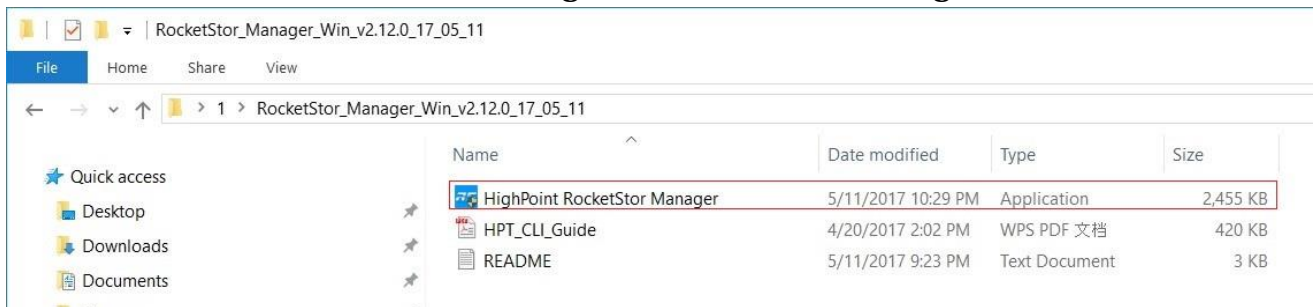 RocketStor_Manager_Win_v2.12.0_17_05_11
File Home Share View
1 > RocketStor_Manager_Win_v2.12.0_17_05_11
Name Date modified Type Size
Quick access
Desktop
Downloads
Documents
HighPoint RocketStor Manager 5/11/2017 10:29 PM Application 2,455 KB
HPT_CLI_Guide 4/20/2017 2:02 PM WPS PDF 文档 420 KB
README 5/11/2017 9:23 PM Text Document 3 KB